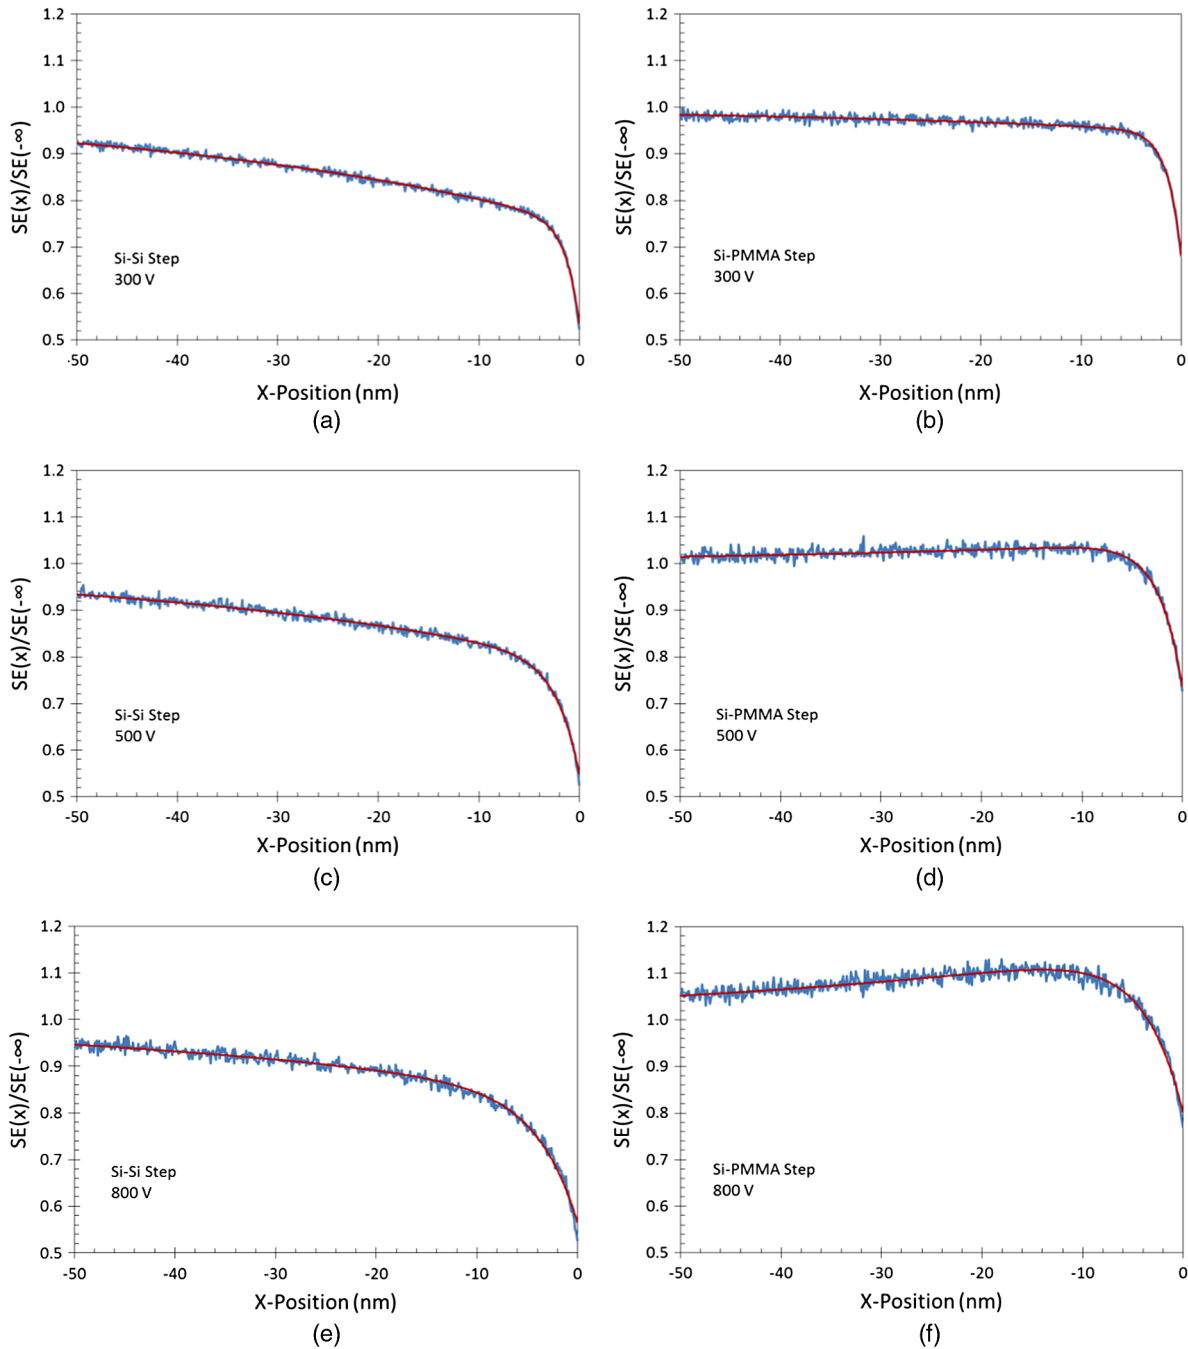 1.2
1.1
1.0
0.9
0.8
0.7
0.6
0.5
SE(x)/SE(-∞)
Si-Si Step
300 V
-50 -40 -30 -20 -10 0
X-Position (nm)
(a)
1.2
1.1
1.0
0.9
0.8
0.7
0.6
0.5
SE(x)/SE(-∞)
Si-PMMA Step
300 V
-50 -40 -30 -20 -10 0
X-Position (nm)
(b)
1.2
1.1
1.0
0.9
0.8
0.7
0.6
0.5
SE(x)/SE(-∞)
Si-Si Step
500 V
-50 -40 -30 -20 -10 0
X-Position (nm)
(c)
1.2
1.1
1.0
0.9
0.8
0.7
0.6
0.5
SE(x)/SE(-∞)
Si-PMMA Step
500 V
-50 -40 -30 -20 -10 0
X-Position (nm)
(d)
1.2
1.1
1.0
0.9
0.8
0.7
0.6
0.5
SE(x)/SE(-∞)
Si-Si Step
800 V
-50 -40 -30 -20 -10 0
X-Position (nm)
(e)
1.2
1.1
1.0
0.9
0.8
0.7
0.6
0.5
SE(x)/SE(-∞)
Si-PMMA Step
800 V
-50 -40 -30 -20 -10 0
X-Position (nm)
(f)